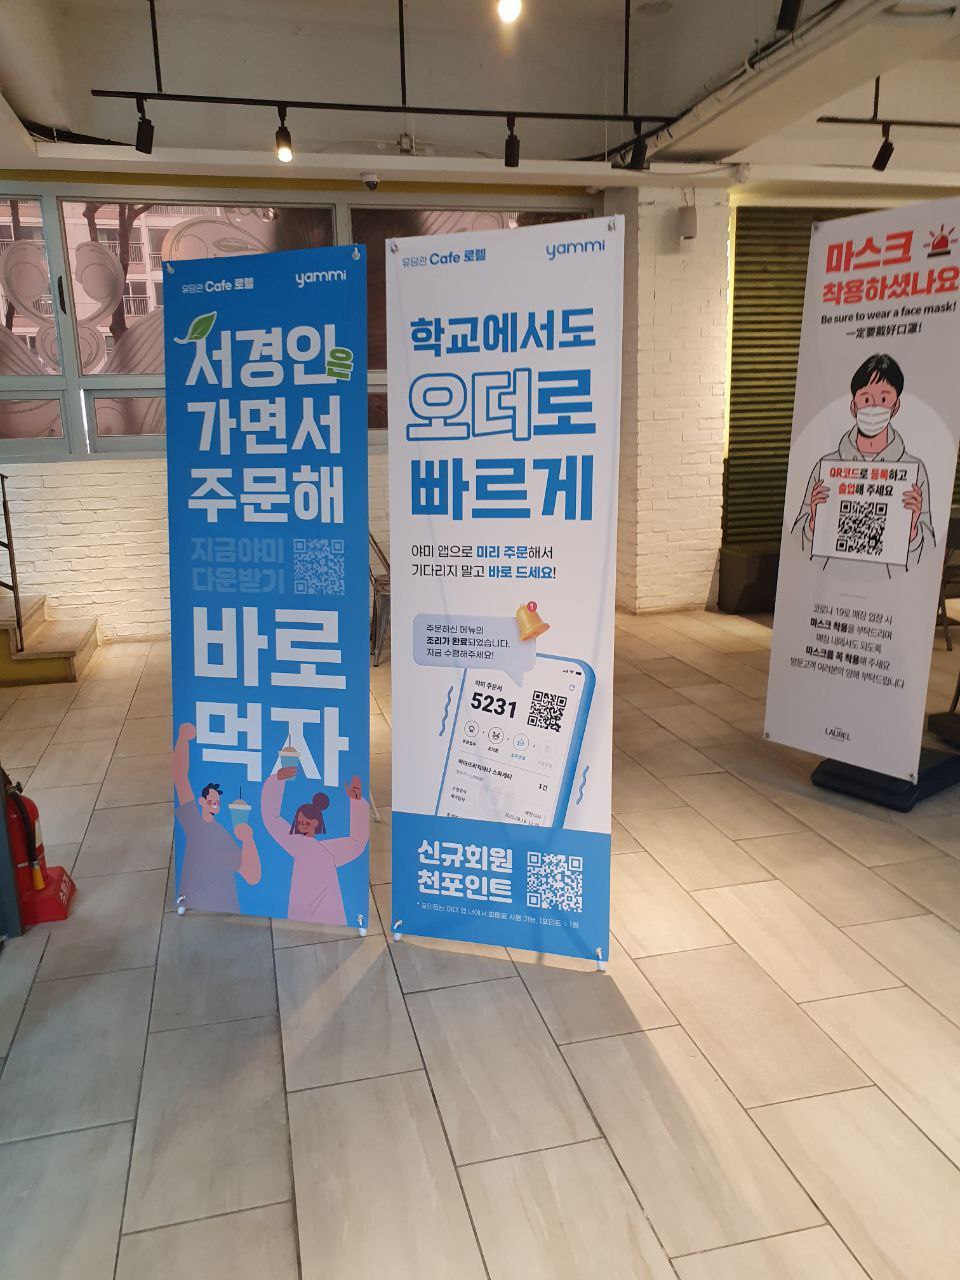 유담관 Cafe 로렐
yammi
서경인은
가면서
주문해
지금야미
다운받기
바로
먹자
유담관 Cafe 로렐
yammi
학교에서도
오더로
빠르게
야미 앱으로 미리 주문해서
기다리지 말고 바로 드세요!
1
주문하신 메뉴의
조리가 완료되었습니다.
지금 수령해주세요!
야미 주문서
5231
1건
신규회원
천포인트
마스크
착용하셨나요
Be sure to wear a face mask!
一定要戴好口罩!
QR코드로 등록하고
출입해 주세요
코로나 19로 매장 입장 시
마스크 착용을 부탁드리며
매장 내에서도 되도록
마스크를 꼭 착용해 주세요
방문고객 여러분의 양해 부탁드립니다
LAUREL